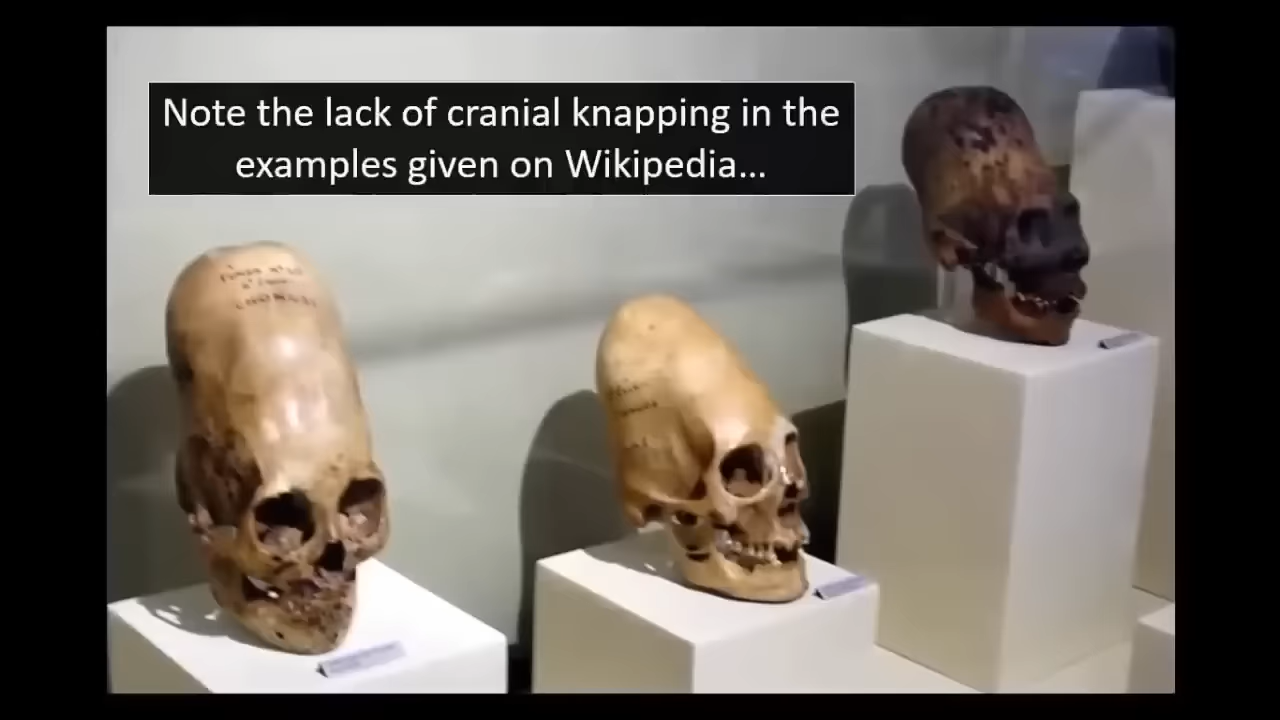 Note the lack of cranial knapping in the
examples given on Wikipedia...